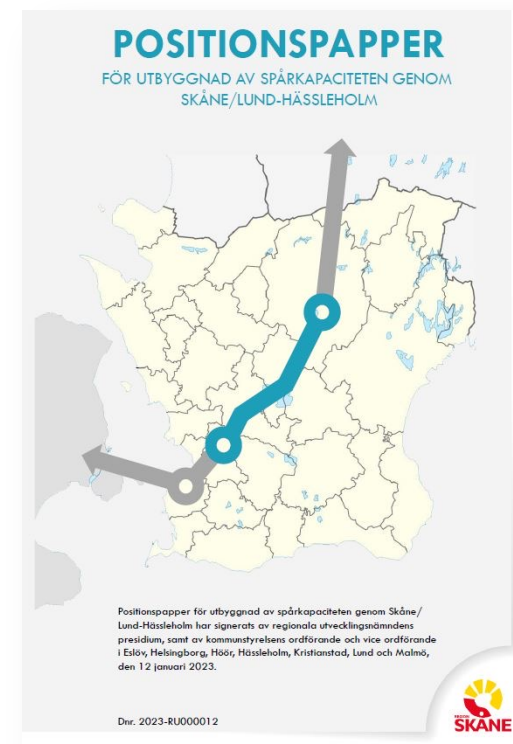 POSITIONSPAPPER
FÖR UTBYGGNAD AV SPÅRKAPACITETEN GENOM
SKÅNE/LUND-HÄSSLEHOLM
Positionspapper för utbyggnad av spårkapaciteten genom Skåne/
Lund-Hässleholm har signerats av regionala utvecklingsnämndens
presidium, samt av kommunstyrelsens ordförande och vice ordförande
i Eslöv, Helsingborg, Höör, Hässleholm, Kristianstad, Lund och Malmö,
den 12 januari 2023.
Dnr. 2023-RU000012
REGION
SKÅNE